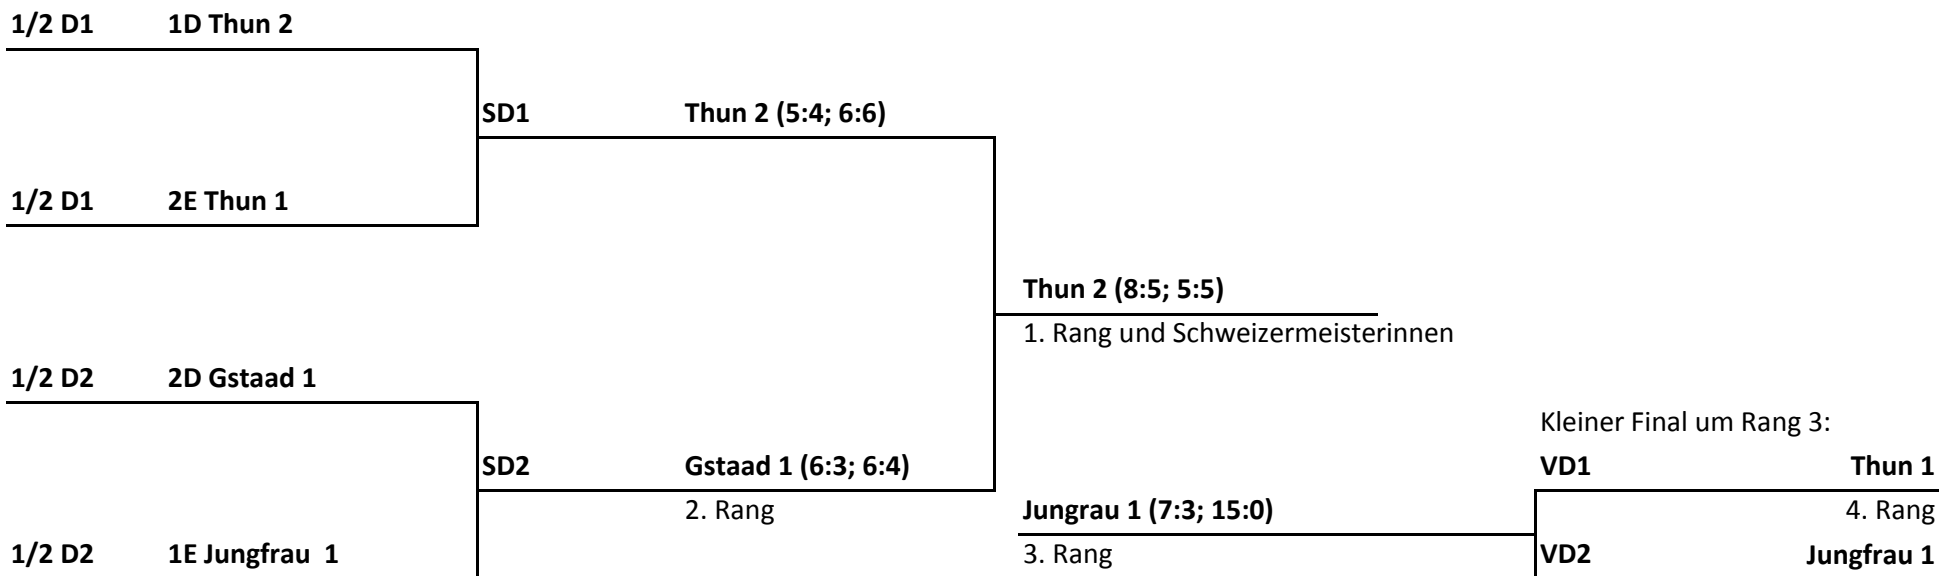 1/2 D1 1D Thun 2
SD1 Thun 2 (5:4; 6:6)
1/2 D1 2E Thun 1
Thun 2 (8:5; 5:5)
1. Rang und Schweizermeisterinnen
1/2 D2 2D Gstaad 1
Kleiner Final um Rang 3:
SD2 Gstaad 1 (6:3; 6:4) VD1 Thun 1
2. Rang Jungrau 1 (7:3; 15:0) 4. Rang
1/2 D2 1E Jungfrau 1 3. Rang VD2 Jungfrau 1